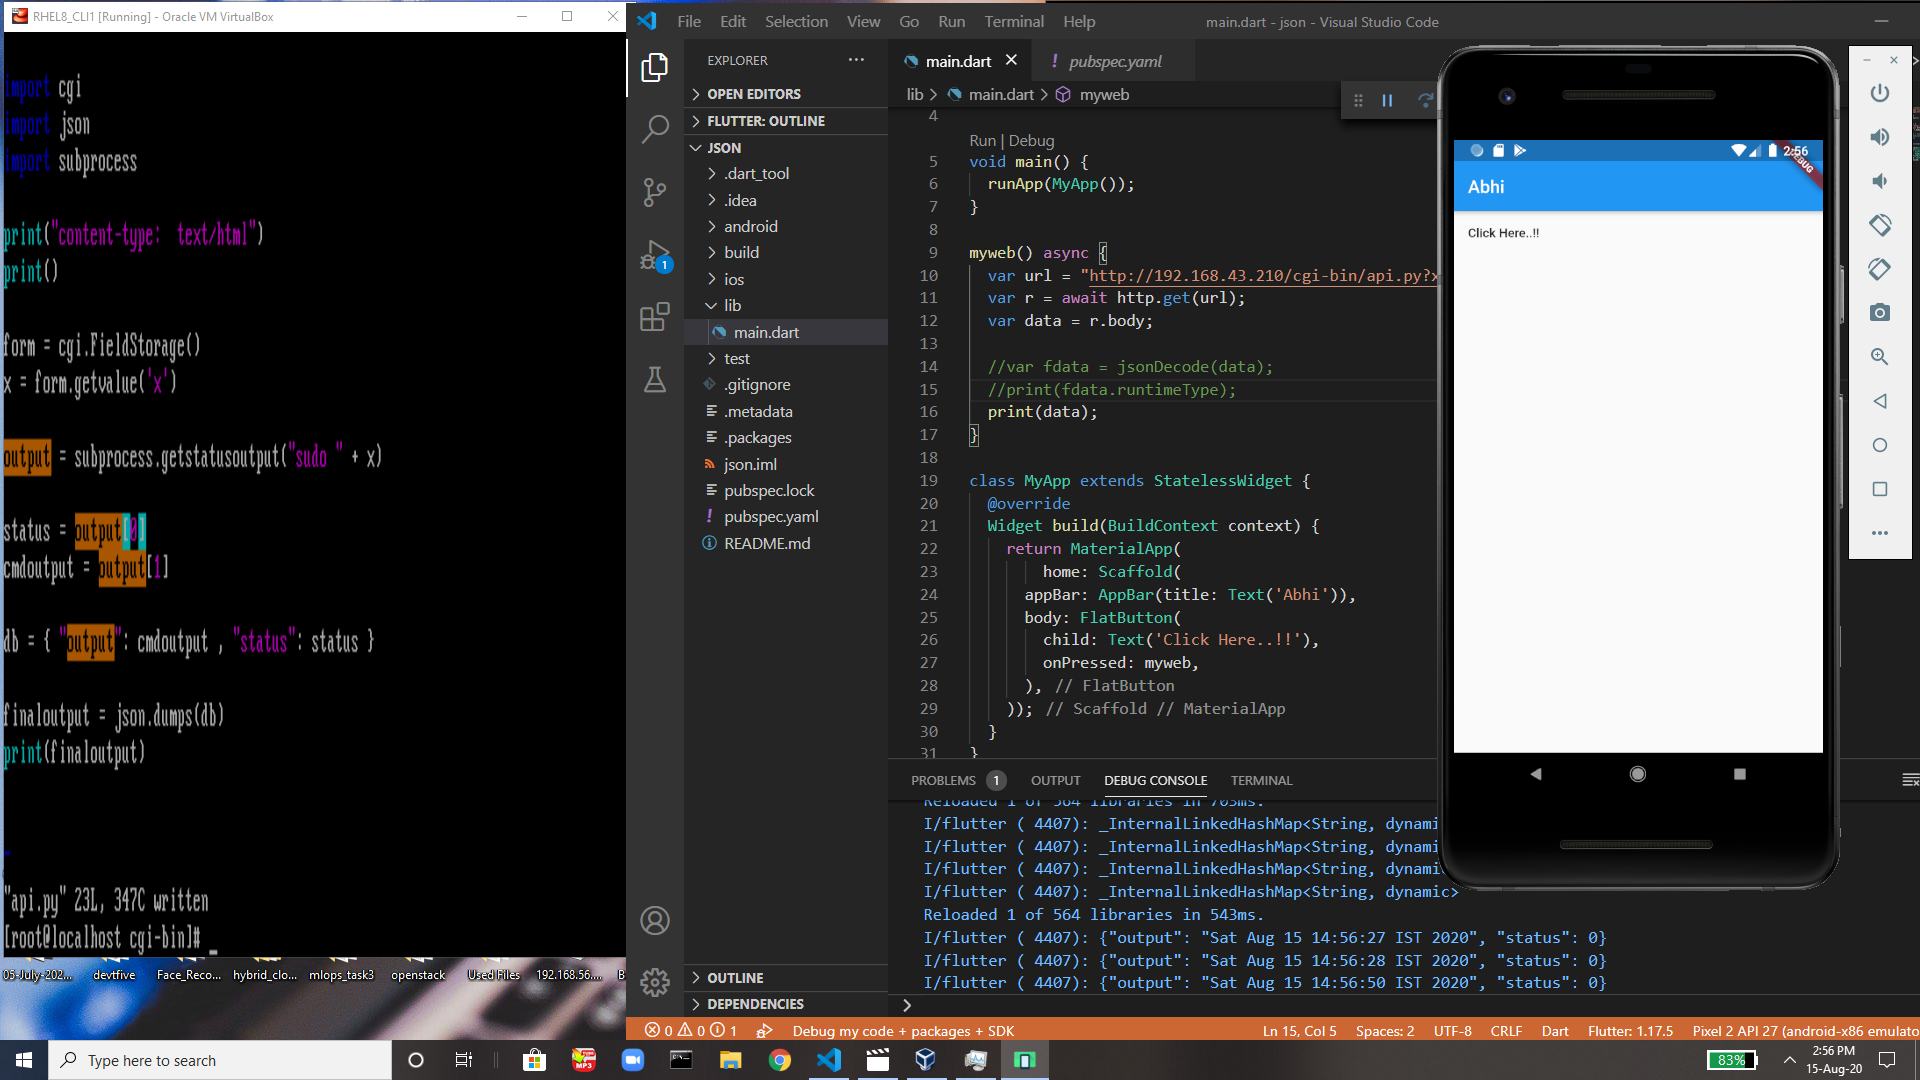 RHEL8_CLI1 [Running] - Oracle VM VirtualBox
import cgi
import json
import subprocess
print("content-type:  text/html")
print()
form = cgi.FieldStorage()
x = form.getvalue('x')
output = subprocess.getstatusoutput("sudo " + x)
status = output[0]
cmdoutput = output[1]
db = { "output": cmdoutput , "status": status }
finaloutput = json.dumps(db)
print(finaloutput)
~
"api.py" 23L, 347C written
[root@localhost cgi-bin]# _
05-July-202...
devtfive
Face_Reco...
hybrid_clo...
mlops_task3
openstack
Used Files
192.168.56....
File Edit Selection View Go Run Terminal Help
main.dart - json - Visual Studio Code
EXPLORER
OPEN EDITORS
FLUTTER: OUTLINE
JSON
.dart_tool
.idea
android
build
ios
lib
main.dart
test
.gitignore
.metadata
.packages
json.iml
pubspec.lock
pubspec.yaml
README.md
OUTLINE
DEPENDENCIES
1
main.dart
! pubspec.yaml
lib > main.dart > myweb
4
Run | Debug
5 void main() {
6 runApp(MyApp());
7 }
8
9 myweb() async {
10 var url = "http://192.168.43.210/cgi-bin/api.py?x
11 var r = await http.get(url);
12 var data = r.body;
13
14 //var fdata = jsonDecode(data);
15 //print(fdata.runtimeType);
16 print(data);
17 }
18
19 class MyApp extends StatelessWidget {
20 @override
21 Widget build(BuildContext context) {
22 return MaterialApp(
23 home: Scaffold(
24 appBar: AppBar(title: Text('Abhi')),
25 body: FlatButton(
26 child: Text('Click Here..!!'),
27 onPressed: myweb,
28 ), // FlatButton
29 )); // Scaffold // MaterialApp
30 }
31 }
PROBLEMS 1 OUTPUT DEBUG CONSOLE TERMINAL
Reloaded 1 of 564 libraries in 703ms.
I/flutter ( 4407): _InternalLinkedHashMap<String, dynami
I/flutter ( 4407): _InternalLinkedHashMap<String, dynami
I/flutter ( 4407): _InternalLinkedHashMap<String, dynami
I/flutter ( 4407): _InternalLinkedHashMap<String, dynamic>
Reloaded 1 of 564 libraries in 543ms.
I/flutter ( 4407): {"output": "Sat Aug 15 14:56:27 IST 2020", "status": 0}
I/flutter ( 4407): {"output": "Sat Aug 15 14:56:28 IST 2020", "status": 0}
I/flutter ( 4407): {"output": "Sat Aug 15 14:56:50 IST 2020", "status": 0}
2:56
DEBUG
Abhi
Click Here..!!
0 0 1 Debug my code + packages + SDK
Ln 15, Col 5 Spaces: 2 UTF-8 CRLF Dart Flutter: 1.17.5 Pixel 2 API 27 (android-x86 emulato
Type here to search
MP3
83%
2:56 PM
15-Aug-20